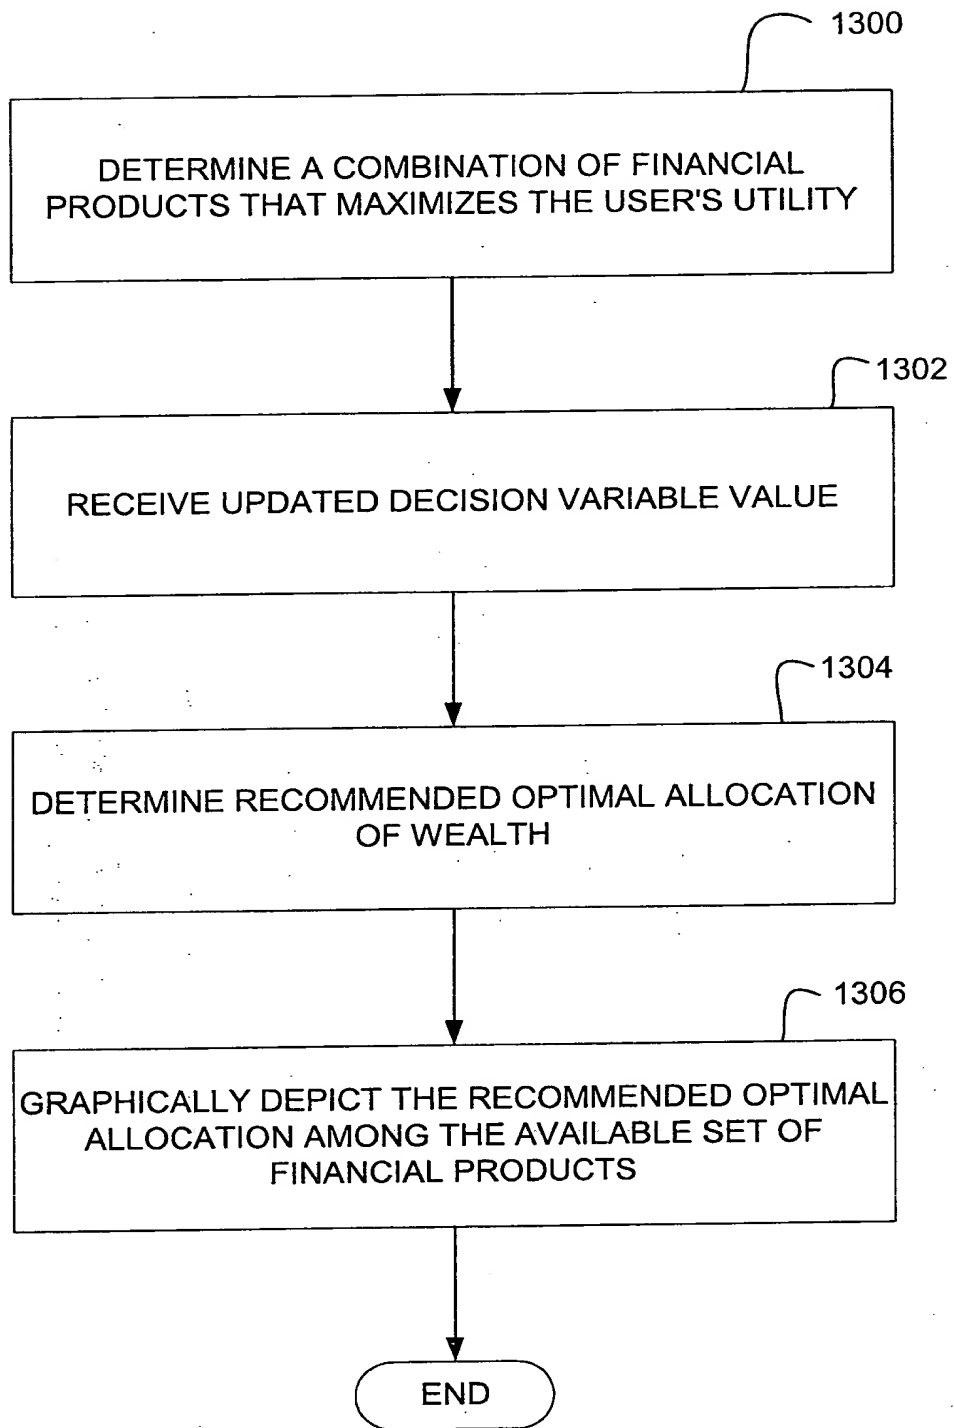 1300
DETERMINE A COMBINATION OF FINANCIAL
PRODUCTS THAT MAXIMIZES THE USER'S UTILITY
1302
RECEIVE UPDATED DECISION VARIABLE VALUE
1304
DETERMINE RECOMMENDED OPTIMAL ALLOCATION
OF WEALTH
1306
GRAPHICALLY DEPICT THE RECOMMENDED OPTIMAL
ALLOCATION AMONG THE AVAILABLE SET OF
FINANCIAL PRODUCTS
END